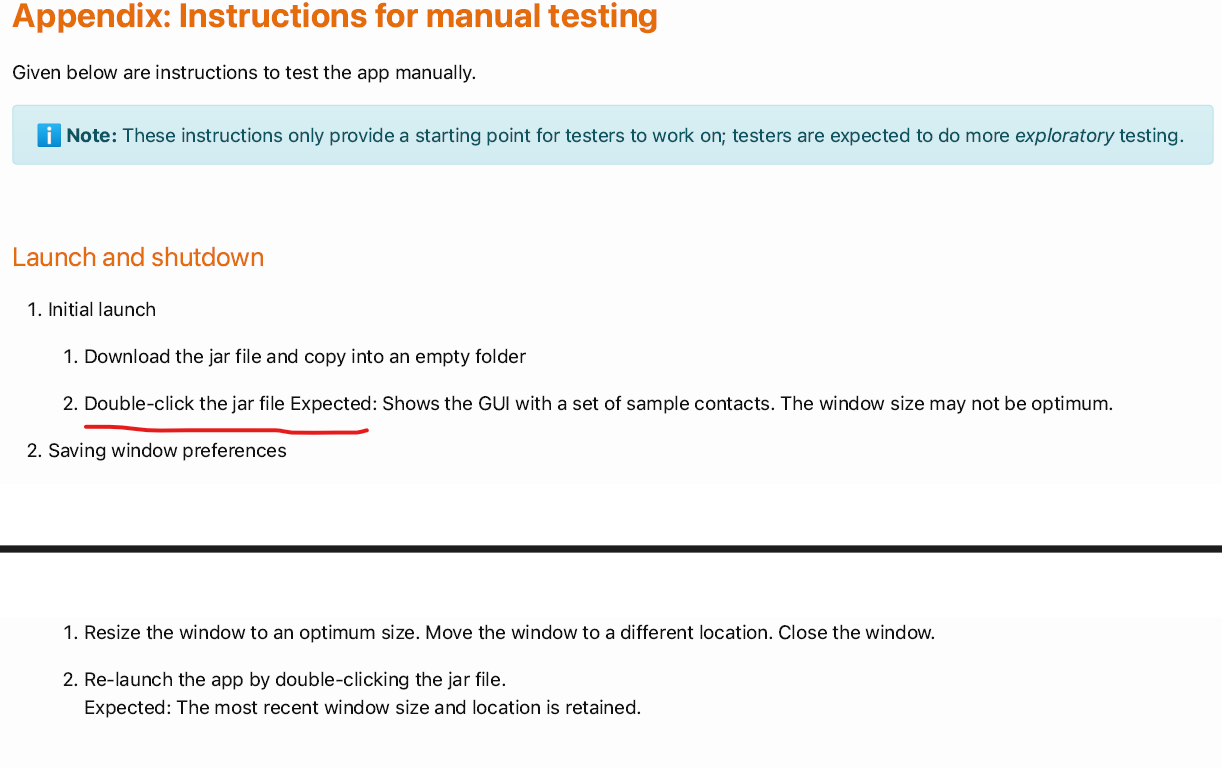 Appendix: Instructions for manual testing
Given below are instructions to test the app manually.
ℹ️ Note: These instructions only provide a starting point for testers to work on; testers are expected to do more exploratory testing.
Launch and shutdown
1. Initial launch
1. Download the jar file and copy into an empty folder
2. Double-click the jar file Expected: Shows the GUI with a set of sample contacts. The window size may not be optimum.
2. Saving window preferences
1. Resize the window to an optimum size. Move the window to a different location. Close the window.
2. Re-launch the app by double-clicking the jar file.
Expected: The most recent window size and location is retained.